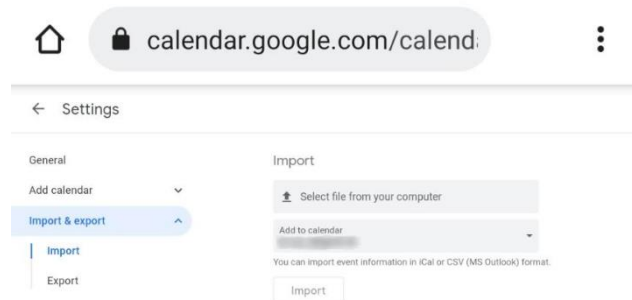 calendar.google.com/calend
Settings
General
Add calendar
Import & export
Import
Export
Import
Select file from your computer
Add to calendar
You can import event information in iCal or CSV (MS Outlook) format.
Import